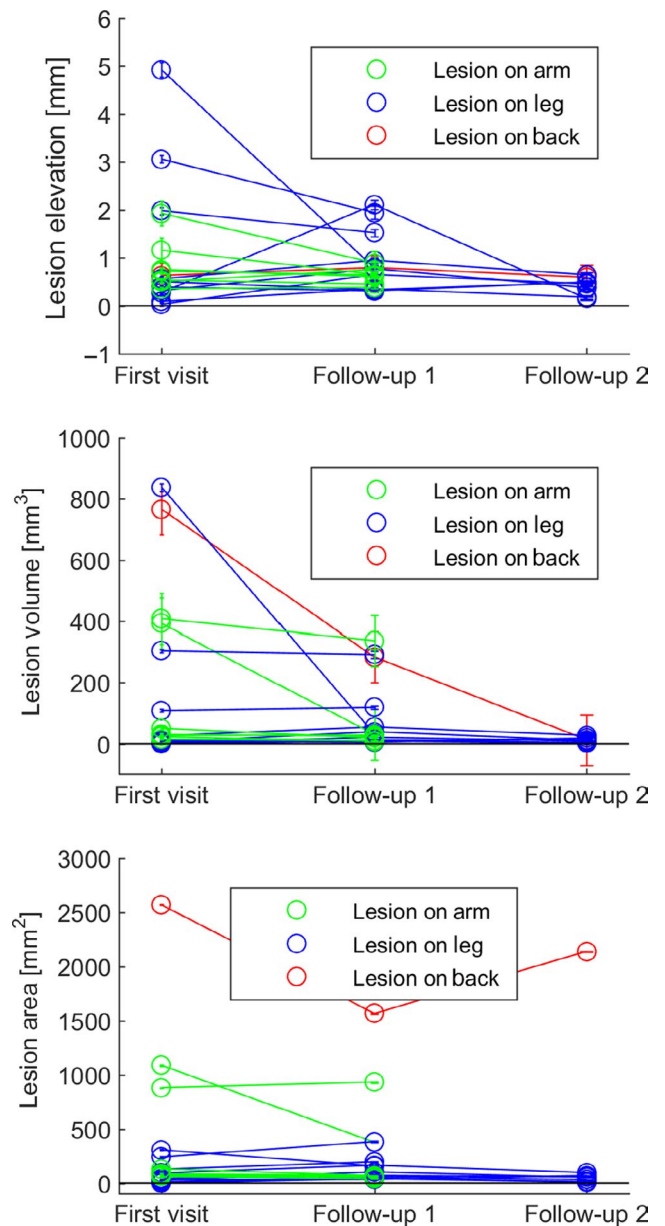 Lesion elevation [mm]
6
5
4
3
2
1
0
−1
Lesion on arm
Lesion on leg
Lesion on back
First visit Follow-up 1 Follow-up 2
Lesion volume [mm³]
1000
800
600
400
200
0
Lesion on arm
Lesion on leg
Lesion on back
First visit Follow-up 1 Follow-up 2
Lesion area [mm²]
3000
2500
2000
1500
1000
500
0
Lesion on arm
Lesion on leg
Lesion on back
First visit Follow-up 1 Follow-up 2